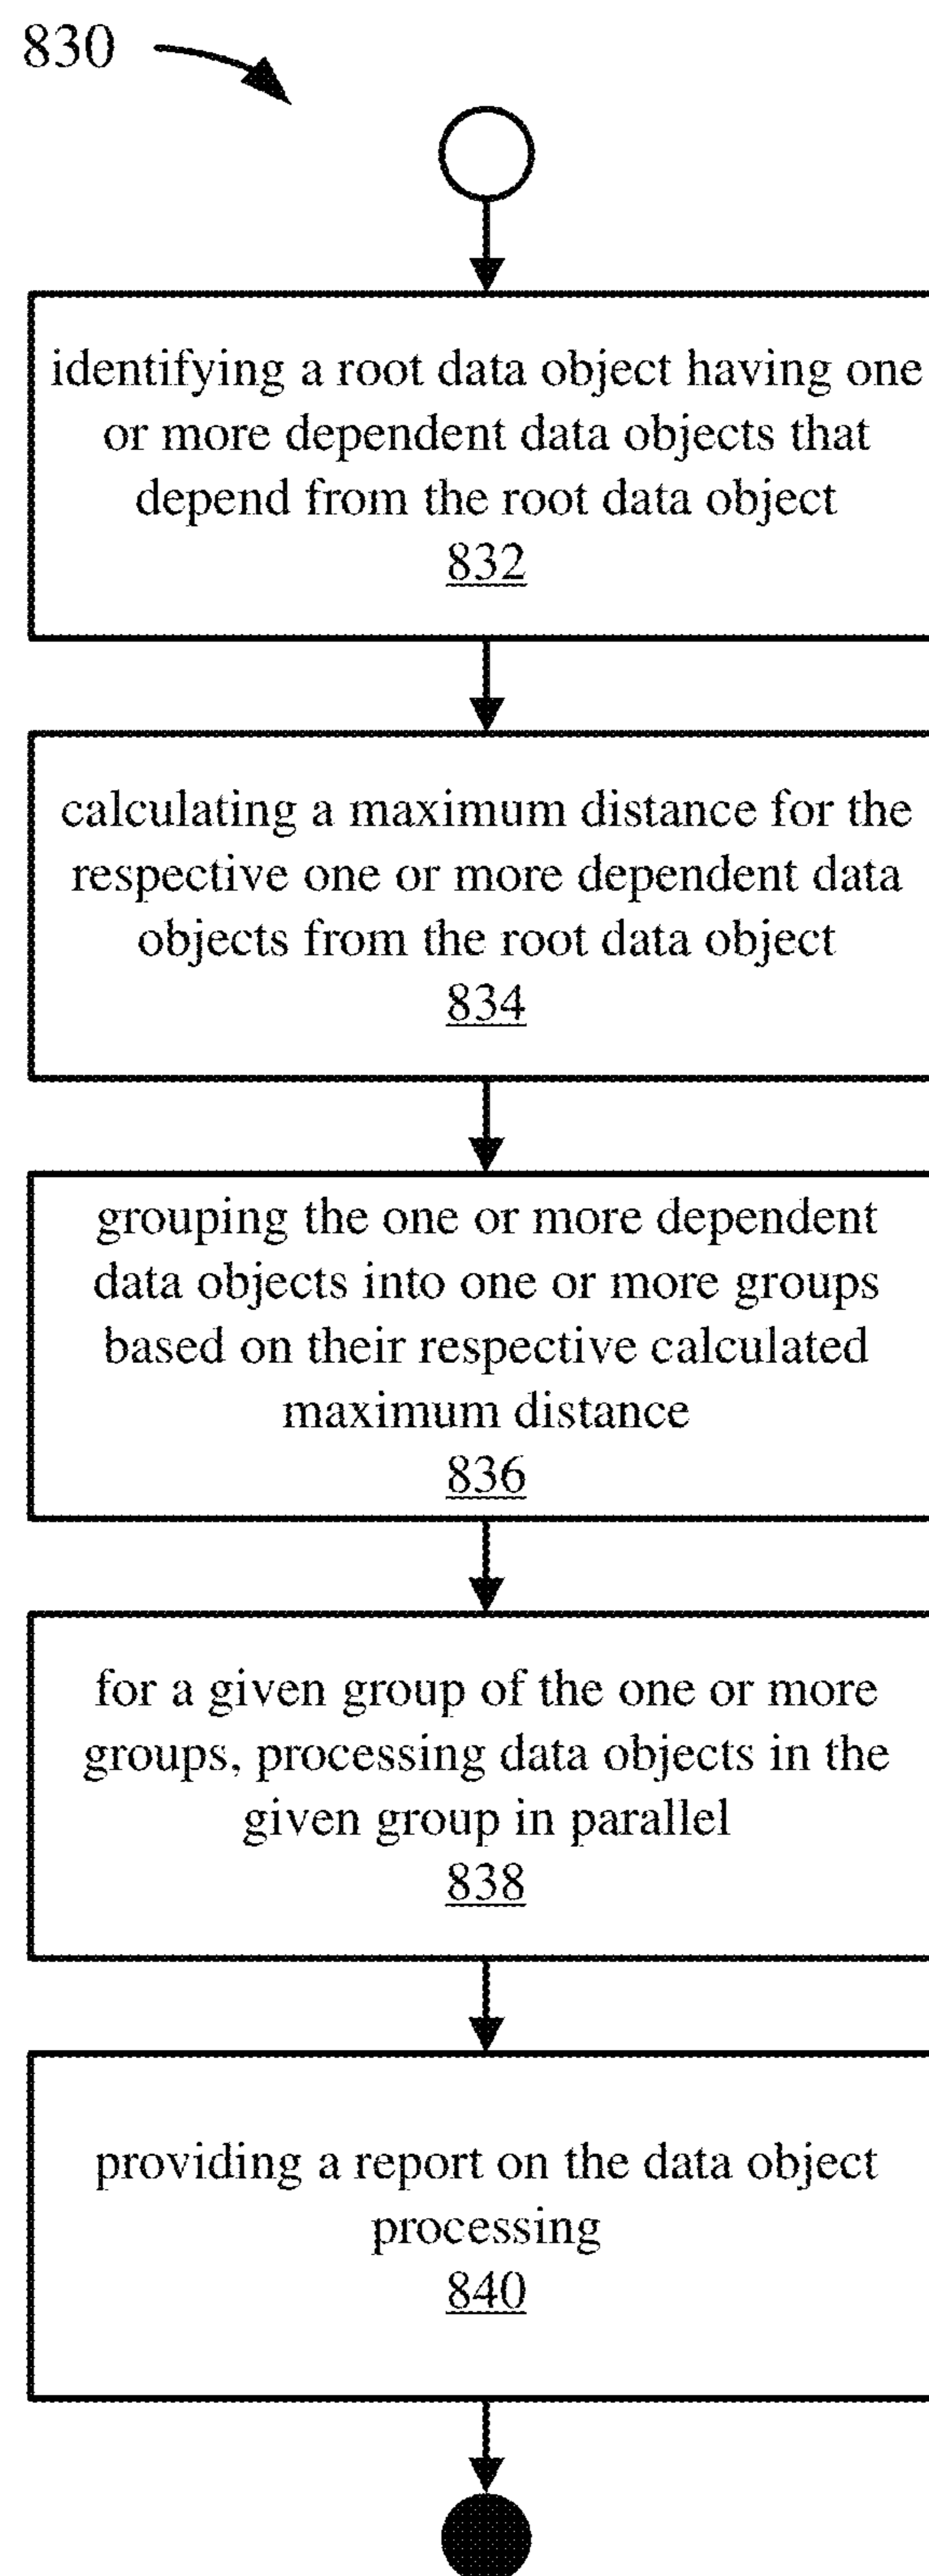 830
identifying a root data object having one
or more dependent data objects that
depend from the root data object
832
calculating a maximum distance for the
respective one or more dependent data
objects from the root data object
834
grouping the one or more dependent
data objects into one or more groups
based on their respective calculated
maximum distance
836
for a given group of the one or more
groups, processing data objects in the
given group in parallel
838
providing a report on the data object
processing
840